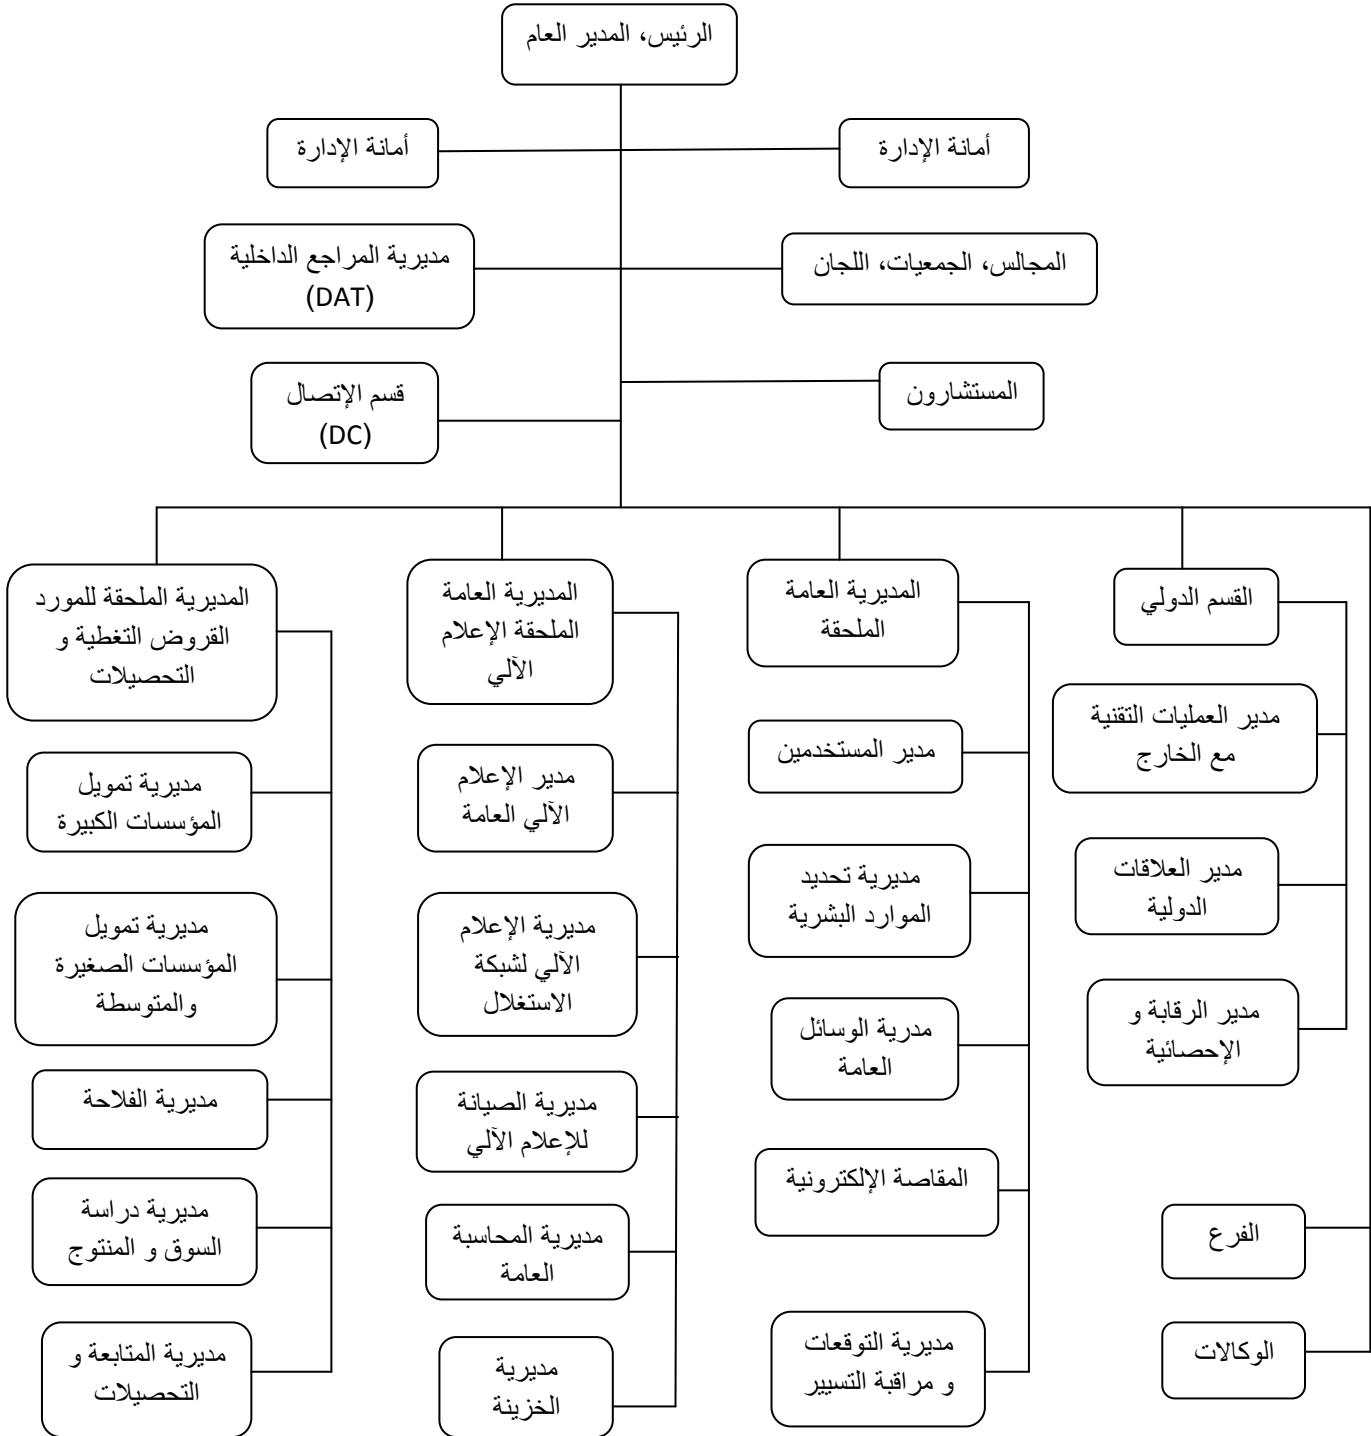 الرئيس، المدير العام
أمانة الإدارة
أمانة الإدارة
المجالس، الجمعيات، اللجان
مديرية المراجع الداخلية
(DAT)
المستشارون
قسم الإتصال
(DC)
القسم الدولي
مدير العمليات التقنية
مع الخارج
مدير العلاقات
الدولية
مدير الرقابة و
الإحصائية
الفرع
الوكالات
المديرية العامة
الملحقة
مدير المستخدمين
مديرية تحديد
الموارد البشرية
مدرية الوسائل
العامة
المقاصة الإلكترونية
مديرية التوقعات
و مراقبة التسيير
المديرية العامة
الملحقة الإعلام
الآلي
مدير الإعلام
الآلي العامة
مديرية الإعلام
الآلي لشبكة
الاستغلال
مديرية الصيانة
للإعلام الآلي
مديرية المحاسبة
العامة
مديرية
الخزينة
المديرية الملحقة للمورد
القروض التغطية و
التحصيلات
مديرية تمويل
المؤسسات الكبيرة
مديرية تمويل
المؤسسات الصغيرة
والمتوسطة
مديرية الفلاحة
مديرية دراسة
السوق و المنتوج
مديرية المتابعة و
التحصيلات